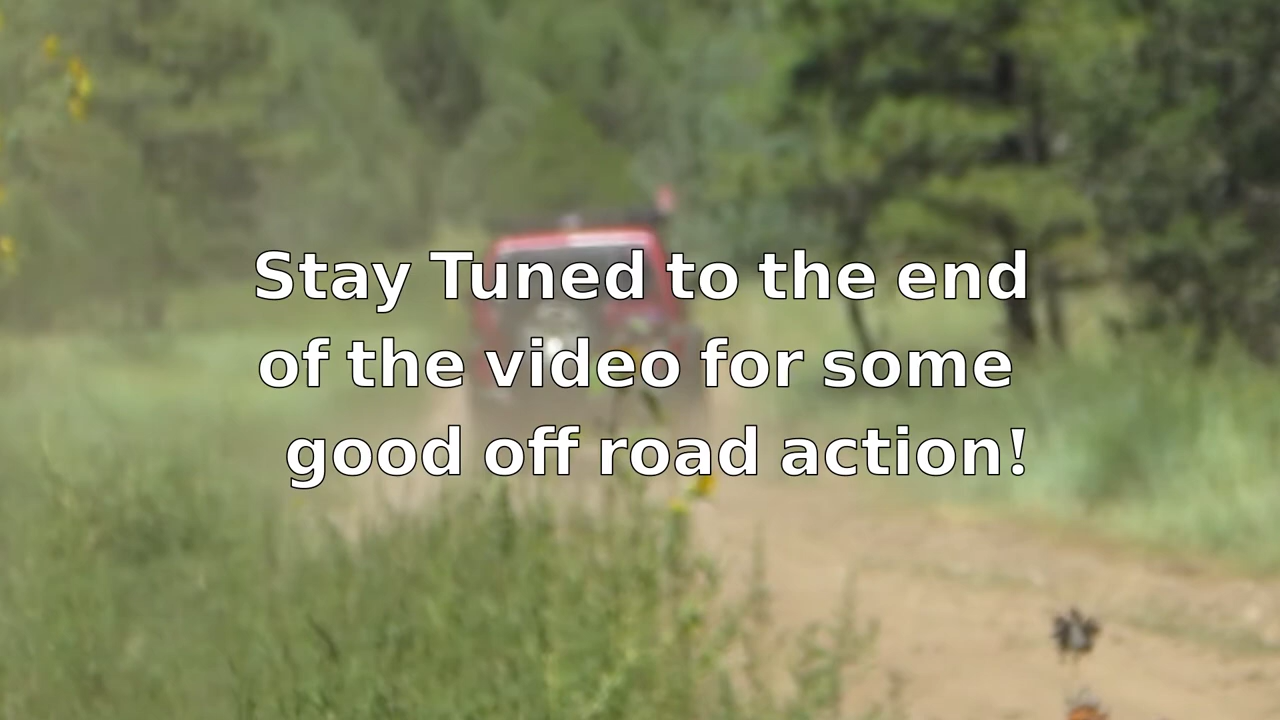 Stay Tuned to the end
of the video for some
good off road action!